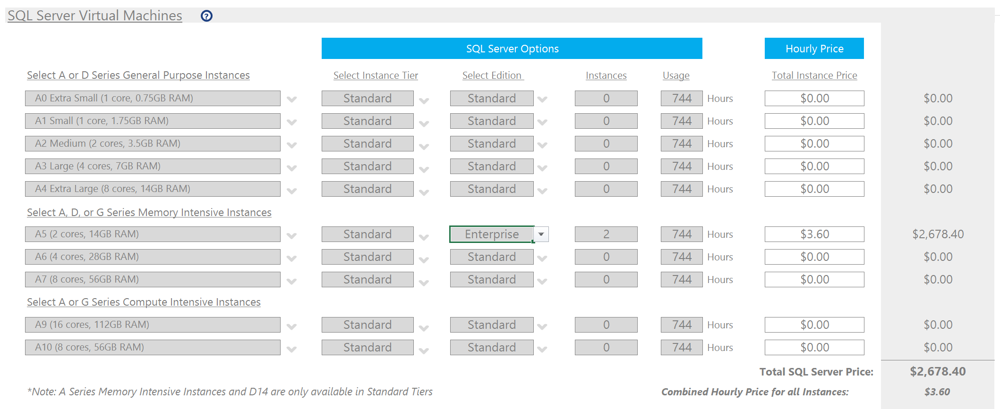 SQL Server Virtual Machines ?
SQL Server Options Hourly Price
Select A or D Series General Purpose Instances Select Instance Tier Select Edition Instances Usage Total Instance Price
A0 Extra Small (1 core, 0.75GB RAM) Standard Standard 0 744 Hours $0.00 $0.00
A1 Small (1 core, 1.75GB RAM) Standard Standard 0 744 Hours $0.00 $0.00
A2 Medium (2 cores, 3.5GB RAM) Standard Standard 0 744 Hours $0.00 $0.00
A3 Large (4 cores, 7GB RAM) Standard Standard 0 744 Hours $0.00 $0.00
A4 Extra Large (8 cores, 14GB RAM) Standard Standard 0 744 Hours $0.00 $0.00
Select A, D, or G Series Memory Intensive Instances
A5 (2 cores, 14GB RAM) Standard Enterprise 2 744 Hours $3.60 $2,678.40
A6 (4 cores, 28GB RAM) Standard Standard 0 744 Hours $0.00 $0.00
A7 (8 cores, 56GB RAM) Standard Standard 0 744 Hours $0.00 $0.00
Select A or G Series Compute Intensive Instances
A9 (16 cores, 112GB RAM) Standard Standard 0 744 Hours $0.00 $0.00
A10 (8 cores, 56GB RAM) Standard Standard 0 744 Hours $0.00 $0.00
Total SQL Server Price: $2,678.40
*Note: A Series Memory Intensive Instances and D14 are only available in Standard Tiers Combined Hourly Price for all Instances: $3.60